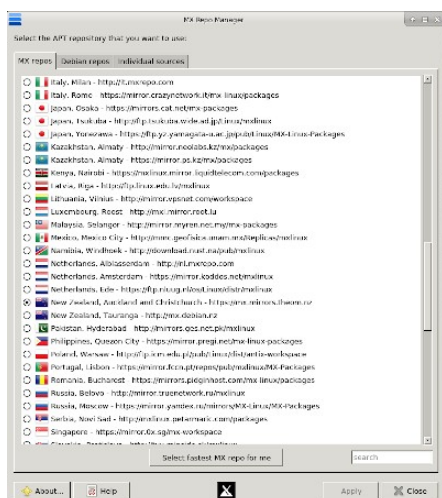 MX Repo Manager
Select the APT repository that you want to use:
MX repos Debian repos Individual sources
Italy, Milan - http://it.mxrepo.com
Italy, Rome - https://mirror.crazynetwork.it/mx-linux/packages
Japan, Osaka - https://mirrors.cat.net/mx-packages
Japan, Tsukuba - http://ftp.tsukuba.wide.ad.jp/Linux/mxlinux
Japan, Yonezawa - https://ftp.yz.yamagata-u.ac.jp/pub/Linux/MX-Linux/MX-Packages
Kazakhstan, Almaty - http://mirror.neolabs.kz/mx/packages
Kazakhstan, Almaty - https://mirror.ps.kz/mx/packages
Kenya, Nairobi - https://mxlinux.mirror.liquidtelecom.com/packages
Latvia, Riga - http://ftp.linux.edu.lv/mxlinux
Lithuania, Vilnius - http://mirror.vpsnet.com/workspace
Luxembourg, Roost - http://mxl.mirror.root.lu
Malaysia, Selangor - http://mirror.myren.net.my/mx-packages
Mexico, Mexico City - http://mmc.geofisica.unam.mx/Replicas/mxlinux
Namibia, Windhoek - http://download.nust.na/pub/mxlinux
Netherlands, Alblasserdam - http://nl.mxrepo.com
Netherlands, Amsterdam - https://mirror.koddos.net/mxlinux
Netherlands, Ede - https://ftp.nluug.nl/os/Linux/distr/mxlinux
New Zealand, Auckland and Christchurch - https://mx.mirrors.theom.nz
New Zealand, Tauranga - http://mx.debian.nz
Pakistan, Hyderabad - http://mirrors.ges.net.pk/mxlinux
Philippines, Quezon City - https://mirror.pregi.net/mx-linux-packages
Poland, Warsaw - http://ftp.icm.edu.pl/pub/Linux/dist/antix-workspace
Portugal, Lisbon - https://mirror.fccn.pt/repos/pub/mxlinux/MX-Packages
Romania, Bucharest - https://mirrors.pidginhost.com/mx-linux/packages
Russia, Belovo - http://mirror.truenetwork.ru/mxlinux
Russia, Moscow - https://mirror.yandex.ru/mirrors/MX-Linux/MX-Packages
Serbia, Novi Sad - http://mxlinux.petarmaric.com/packages
Singapore - https://mirror.0x.sg/mx-workspace
Select fastest MX repo for me
search
About... Help Apply Close